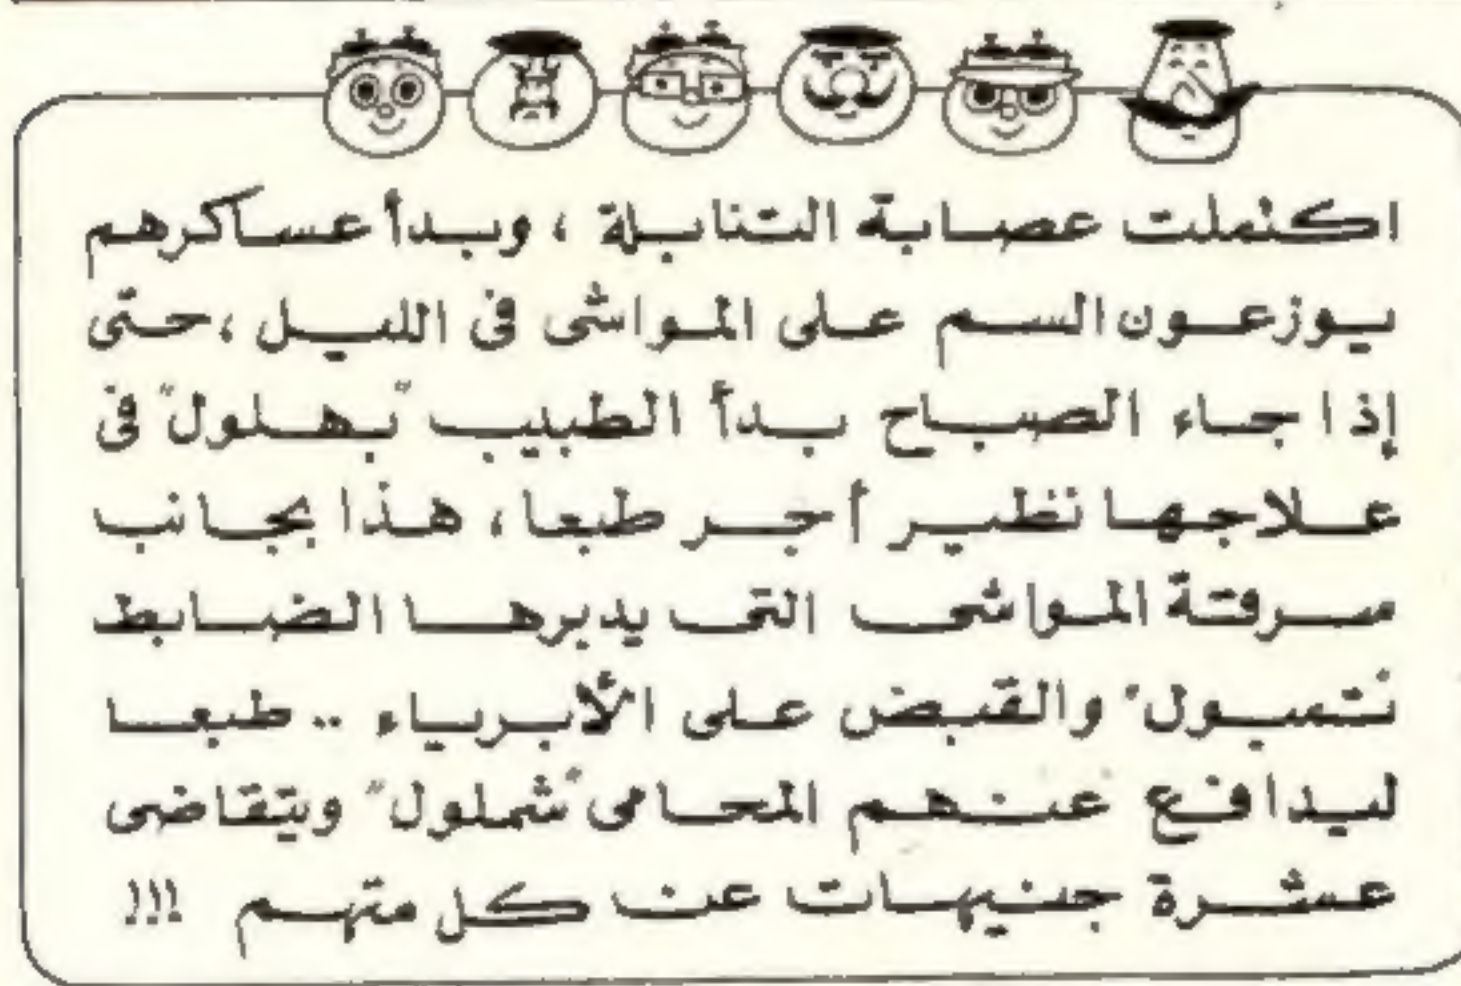 اكتملت عصابة التنابلة ، وبدأ عساكرهم
يوزعون السم على المواشى فى الليل ، حتى
إذا جاء الصباح بدأ الطبيب "بهلول" فى
علاجها نظير أجر طبعا ، هذا بجانب
سرقة المواشى التى يدبرها الضابط
"تمبول" والقبض على الأبرياء .. طبعا
ليدافع عنهم المحامى "شملول" ويتقاضى
عشرة جنيهات عن كل متهم !!!